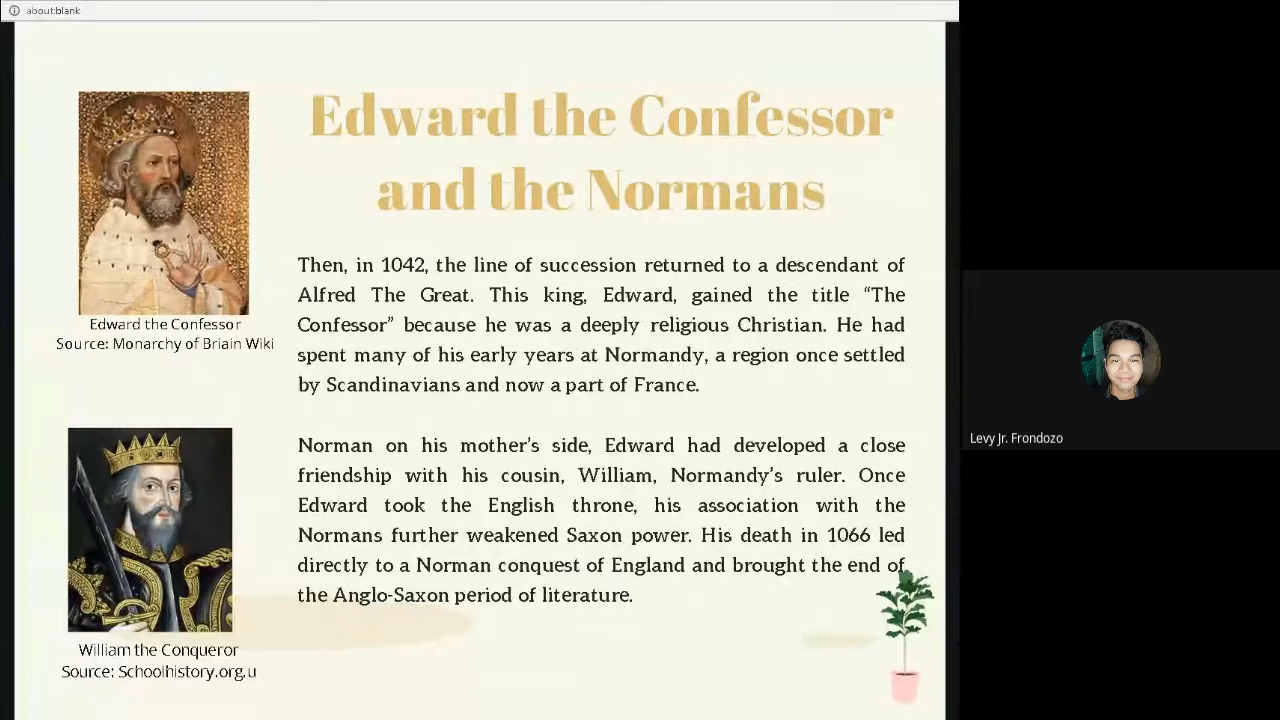 about:blank
Edward the Confessor
and the Normans
Then, in 1042, the line of succession returned to a descendant of
Alfred The Great. This king, Edward, gained the title “The
Confessor” because he was a deeply religious Christian. He had
spent many of his early years at Normandy, a region once settled
by Scandinavians and now a part of France.
Edward the Confessor
Source: Monarchy of Briain Wiki
Norman on his mother’s side, Edward had developed a close
friendship with his cousin, William, Normandy’s ruler. Once
Edward took the English throne, his association with the
Normans further weakened Saxon power. His death in 1066 led
directly to a Norman conquest of England and brought the end of
the Anglo-Saxon period of literature.
William the Conqueror
Source: Schoolhistory.org.u
Levy Jr. Frondozo